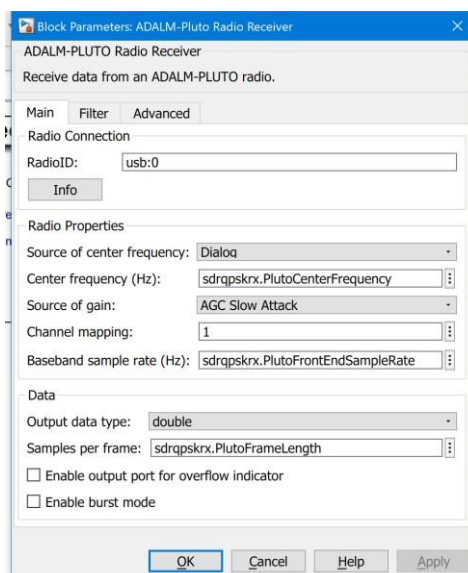 Block Parameters: ADALM-Pluto Radio Receiver
ADALM-PLUTO Radio Receiver
Receive data from an ADALM-PLUTO radio.
Main Filter Advanced
Radio Connection
RadioID: usb:0
Info
Radio Properties
Source of center frequency: Dialog
Center frequency (Hz): sdrqpskrx.PlutoCenterFrequency
Source of gain: AGC Slow Attack
Channel mapping: 1
Baseband sample rate (Hz): sdrqpskrx.PlutoFrontEndSampleRate
Data
Output data type: double
Samples per frame: sdrqpskrx.PlutoFrameLength
Enable output port for overflow indicator
Enable burst mode
OK Cancel Help Apply